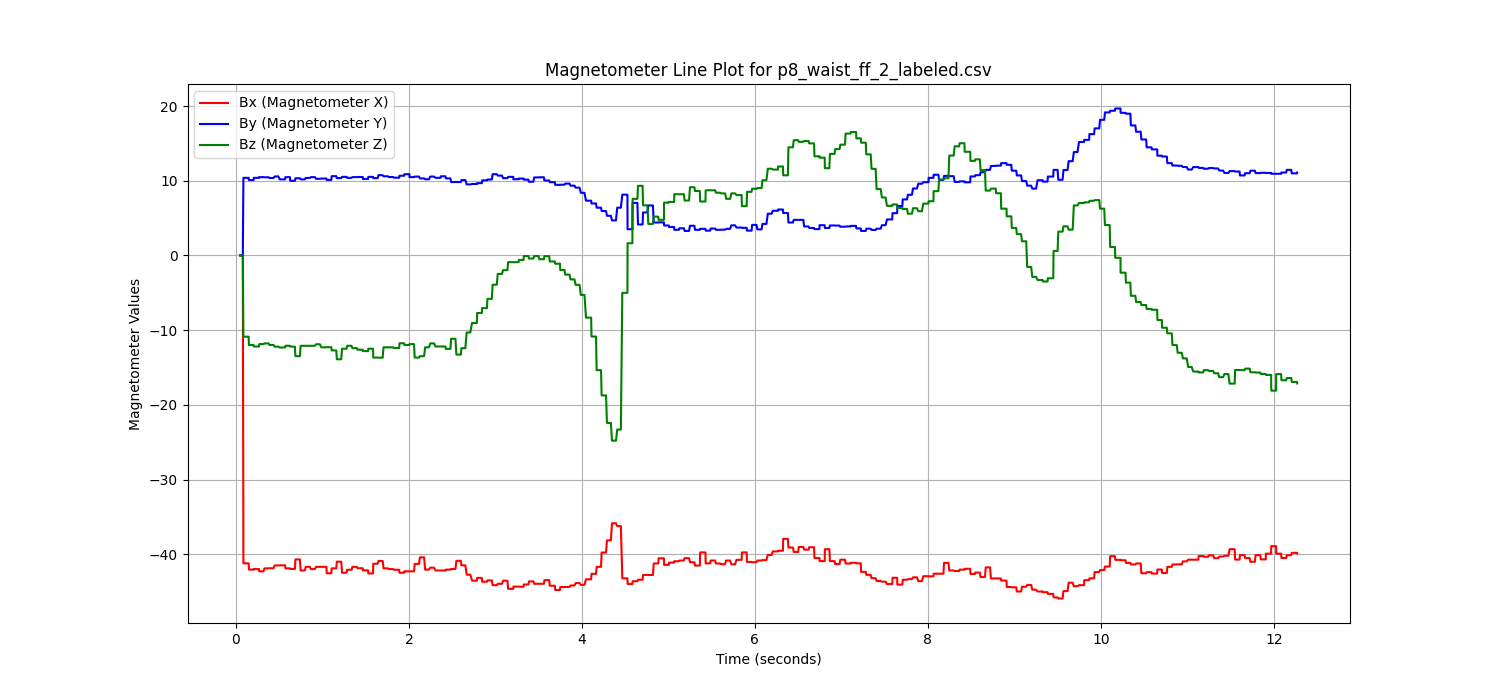 Magnetometer Line Plot for p8_waist_ff_2_labeled.csv
Bx (Magnetometer X)
By (Magnetometer Y)
Bz (Magnetometer Z)
Magnetometer Values
20
10
0
−10
−20
−30
−40
0 2 4 6 8 10 12
Time (seconds)